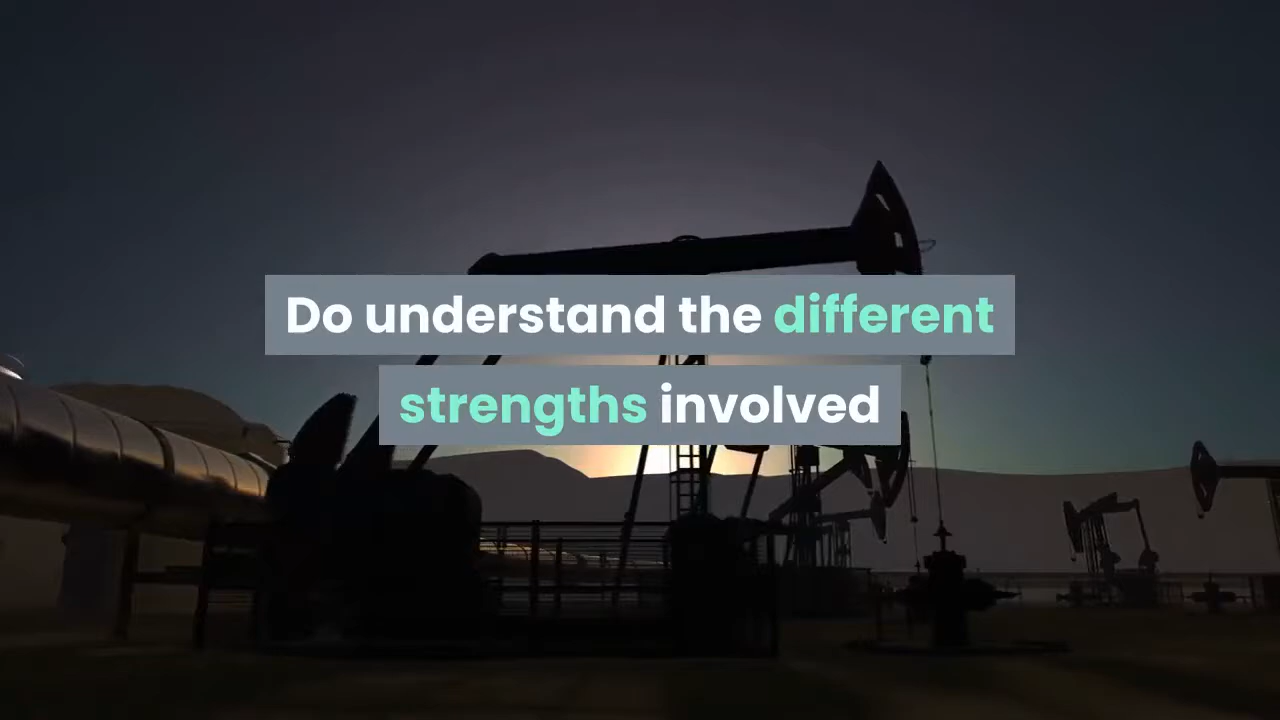 Do understand the different
strengths involved